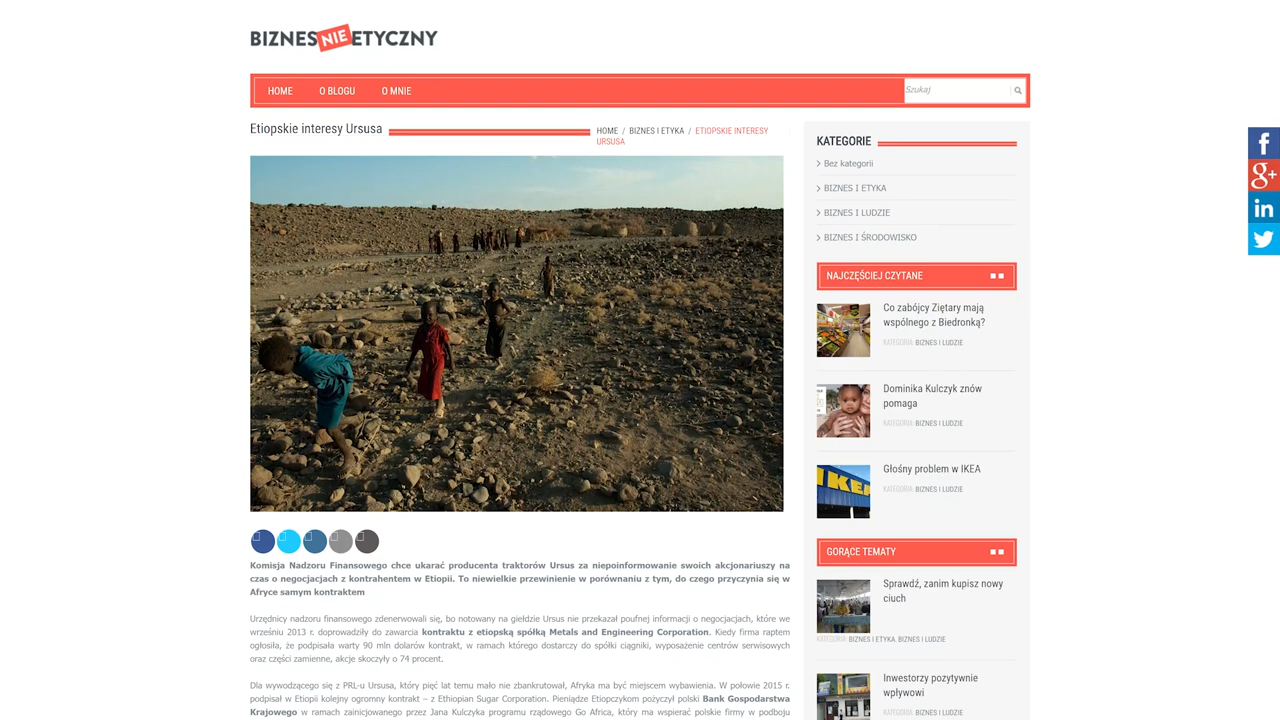 BIZNES NIE ETYCZNY
HOME O BLOGU O MNIE
Szukaj
Etiopskie interesy Ursusa
HOME / BIZNES I ETYKA / ETIOPSKIE INTERESY
URSUSA
Komisja Nadzoru Finansowego chce ukarać producenta traktorów Ursus za niepoinformowanie swoich akcjonariuszy na
czas o negocjacjach z kontrahentem w Etiopii. To niewielkie przewinienie w porównaniu z tym, do czego przyczynia się w
Afryce samym kontraktem
Urzędnicy nadzoru finansowego zdenerwowali się, bo notowany na giełdzie Ursus nie przekazał poufnej informacji o negocjacjach, które we
wrześniu 2013 r. doprowadziły do zawarcia kontraktu z etiopską spółką Metals and Engineering Corporation. Kiedy firma raptem
ogłosiła, że podpisała warty 90 mln dolarów kontrakt, w ramach którego dostarczy do spółki ciągniki, wyposażenie centrów serwisowych
oraz części zamienne, akcje skoczyły o 74 procent.
Dla wywodzącego się z PRL-u Ursusa, który pięć lat temu mało nie zbankrutował, Afryka ma być miejscem wybawienia. W połowie 2015 r.
podpisał w Etiopii kolejny ogromny kontrakt – z Ethiopian Sugar Corporation. Pieniądze Etiopczykom pożyczył polski Bank Gospodarstwa
Krajowego w ramach zainicjowanego przez Jana Kulczyka programu rządowego Go Africa, który ma wspierać polskie firmy w podboju
KATEGORIE
Bez kategorii
BIZNES I ETYKA
BIZNES I LUDZIE
BIZNES I ŚRODOWISKO
NAJCZĘŚCIEJ CZYTANE
Co zabójcy Ziętary mają
wspólnego z Biedronką?
KATEGORIA: BIZNES I LUDZIE
Dominika Kulczyk znów
pomaga
KATEGORIA: BIZNES I LUDZIE
IKEA
Głośny problem w IKEA
KATEGORIA: BIZNES I LUDZIE
GORĄCE TEMATY
Sprawdź, zanim kupisz nowy
ciuch
KATEGORIA: BIZNES I ETYKA, BIZNES I LUDZIE
Inwestorzy pozytywnie
wpływowi
KATEGORIA: BIZNES I LUDZIE
f
g+
in